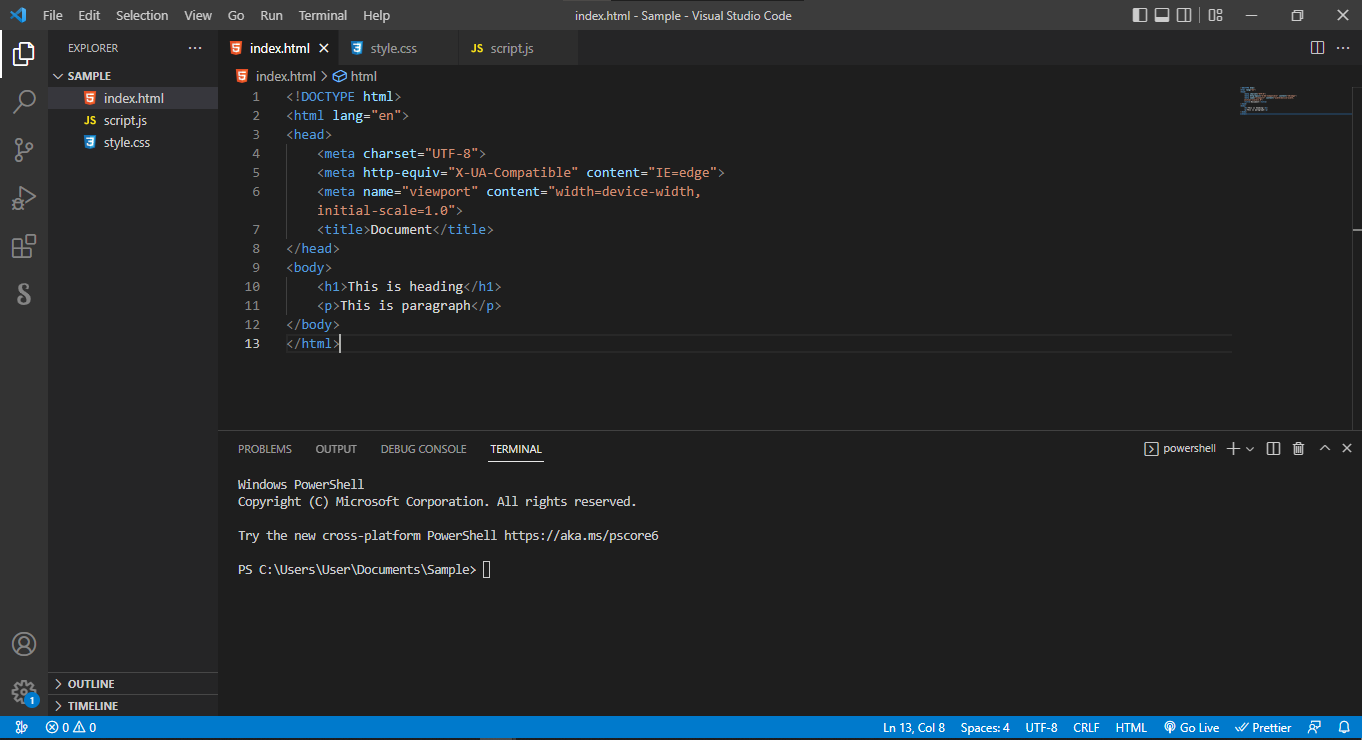 File Edit Selection View Go Run Terminal Help index.html - Sample - Visual Studio Code
EXPLORER
SAMPLE
index.html
script.js
style.css
OUTLINE
TIMELINE
index.html style.css JS script.js
index.html > html
1 <!DOCTYPE html>
2 <html lang="en">
3 <head>
4 <meta charset="UTF-8">
5 <meta http-equiv="X-UA-Compatible" content="IE=edge">
6 <meta name="viewport" content="width=device-width,
initial-scale=1.0">
7 <title>Document</title>
8 </head>
9 <body>
10 <h1>This is heading</h1>
11 <p>This is paragraph</p>
12 </body>
13 </html>
PROBLEMS OUTPUT DEBUG CONSOLE TERMINAL powershell
Windows PowerShell
Copyright (C) Microsoft Corporation. All rights reserved.
Try the new cross-platform PowerShell https://aka.ms/pscore6
PS C:\Users\User\Documents\Sample>
1
0 0 Ln 13, Col 8 Spaces: 4 UTF-8 CRLF HTML Go Live Prettier